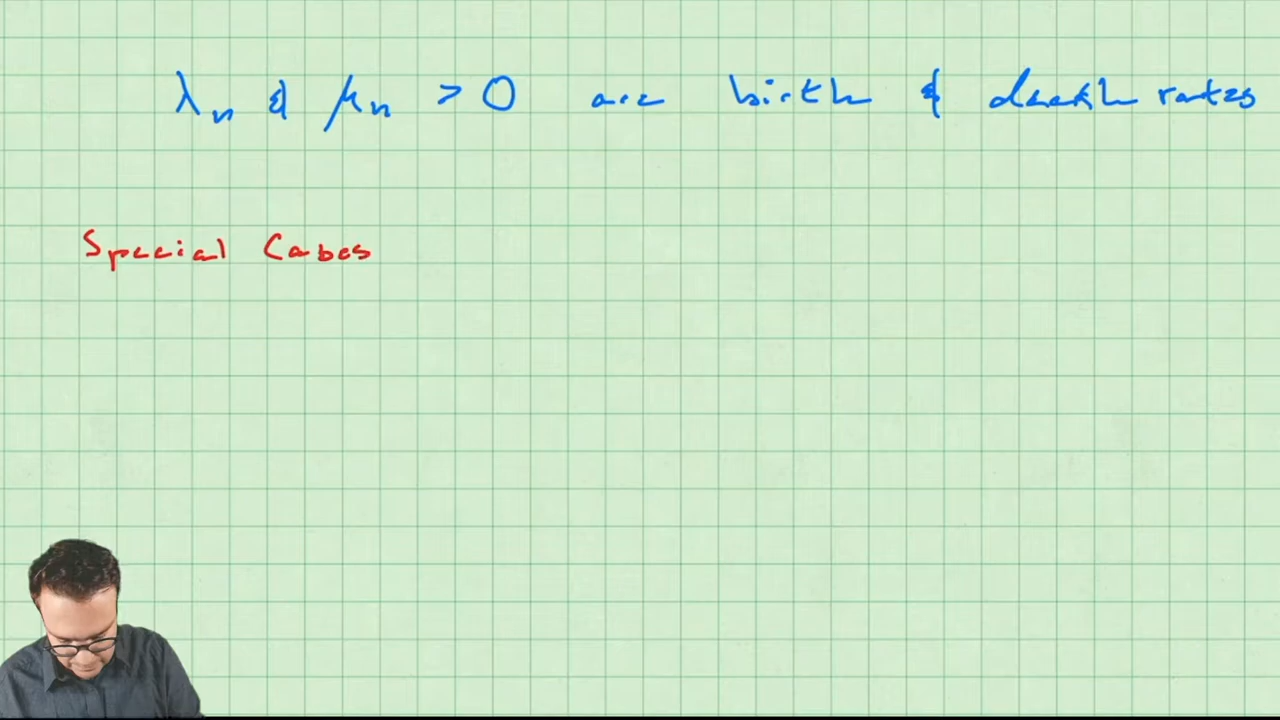 λₙ & μₙ > 0 are birth & death rates
Special Cases